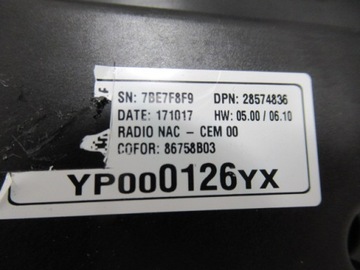 SN: 7BE7F8F9 DPN: 28574836
DATE: 171017 HW: 05.00 / 06.10
RADIO NAC - CEM 00
COFOR: 86758B03
YP000126YX